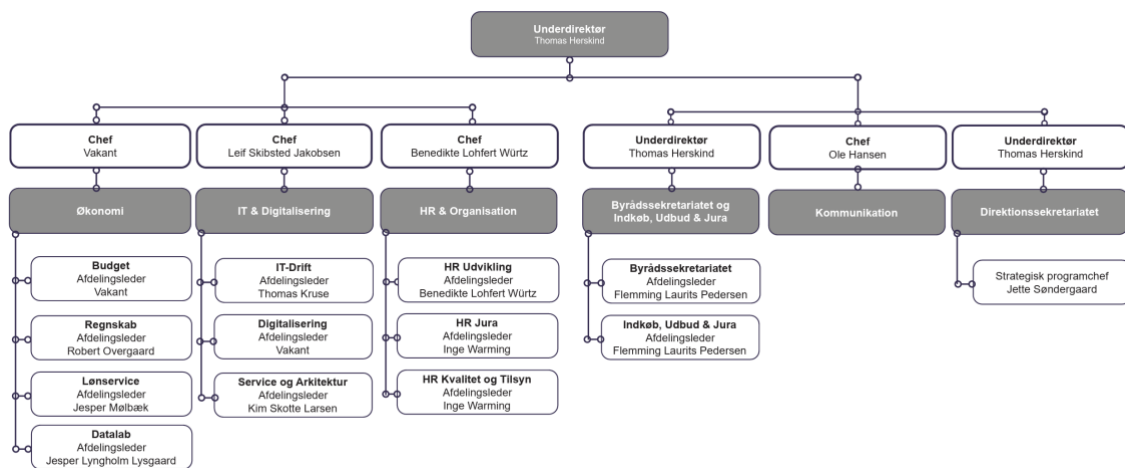 Underdirektør
Thomas Herskind
Chef
Vakant
Chef
Leif Skibsted Jakobsen
Chef
Benedikte Lohfert Würtz
Underdirektør
Thomas Herskind
Chef
Ole Hansen
Underdirektør
Thomas Herskind
Økonomi
IT & Digitalisering
HR & Organisation
Byrådssekretariatet og
Indkøb, Udbud & Jura
Kommunikation
Direktionssekretariatet
Budget
Afdelingsleder
Vakant
Regnskab
Afdelingsleder
Robert Overgaard
Lønservice
Afdelingsleder
Jesper Mølbæk
Datalab
Afdelingsleder
Jesper Lyngholm Lysgaard
IT-Drift
Afdelingsleder
Thomas Kruse
Digitalisering
Afdelingsleder
Vakant
Service og Arkitektur
Afdelingsleder
Kim Skotte Larsen
HR Udvikling
Afdelingsleder
Benedikte Lohfert Würtz
HR Jura
Afdelingsleder
Inge Warming
HR Kvalitet og Tilsyn
Afdelingsleder
Inge Warming
Byrådssekretariatet
Afdelingsleder
Flemming Laurits Pedersen
Indkøb, Udbud & Jura
Afdelingsleder
Flemming Laurits Pedersen
Strategisk programchef
Jette Søndergaard